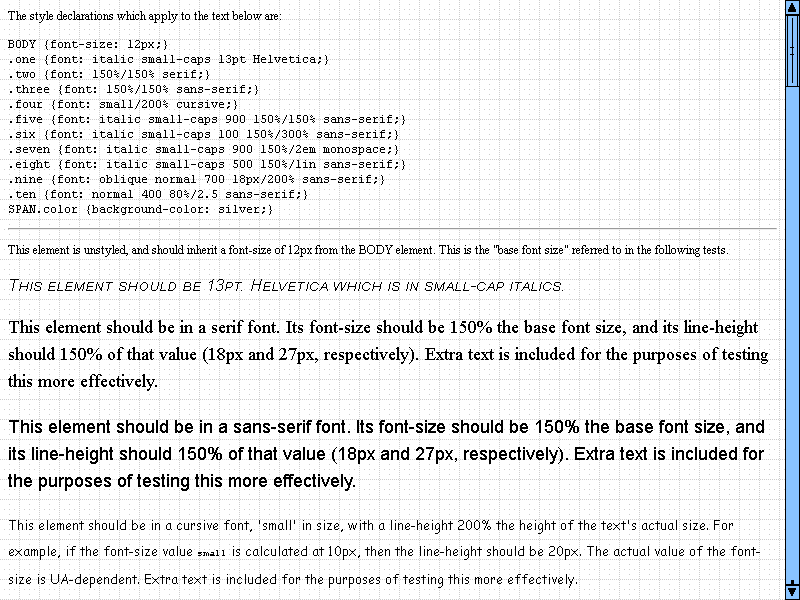 The style declarations which apply to the text below are:
BODY {font-size: 12px;}
.one {font: italic small-caps 13pt Helvetica;}
.two {font: 150%/150% serif;}
.three {font: 150%/150% sans-serif;}
.four {font: small/200% cursive;}
.five {font: italic small-caps 900 150%/150% sans-serif;}
.six {font: italic small-caps 100 150%/300% sans-serif;}
.seven {font: italic small-caps 900 150%/2em monospace;}
.eight {font: italic small-caps 500 150%/1in sans-serif;}
.nine {font: oblique normal 700 18px/200% sans-serif;}
.ten {font: normal 400 80%/2.5 sans-serif;}
SPAN.color {background-color: silver;}
This element is unstyled, and should inherit a font-size of 12px from the BODY element. This is the "base font size" referred to in the following tests.
This element should be 13pt. Helvetica which is in small-cap italics.
This element should be in a serif font. Its font-size should be 150% the base font size, and its line-height
should 150% of that value (18px and 27px, respectively). Extra text is included for the purposes of testing
this more effectively.
This element should be in a sans-serif font. Its font-size should be 150% the base font size, and
its line-height should 150% of that value (18px and 27px, respectively). Extra text is included for
the purposes of testing this more effectively.
This element should be in a cursive font, 'small' in size, with a line-height 200% the height of the text's actual size. For
example, if the font-size value small is calculated at 10px, then the line-height should be 20px. The actual value of the font-
size is UA-dependent. Extra text is included for the purposes of testing this more effectively.